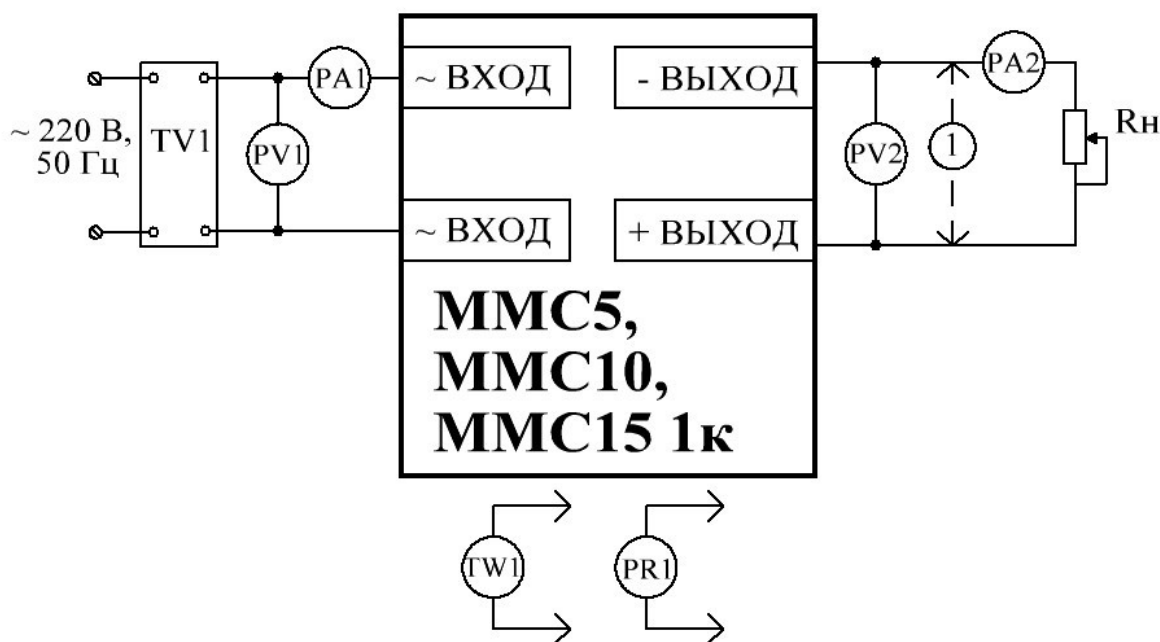 ~ 220 В,
50 Гц
TV1
PA1
PV1
~ ВХОД
~ ВХОД
- ВЫХОД
+ ВЫХОД
ММС5,
ММС10,
ММС15 1к
PV2
1
PA2
Rн
TW1
PR1